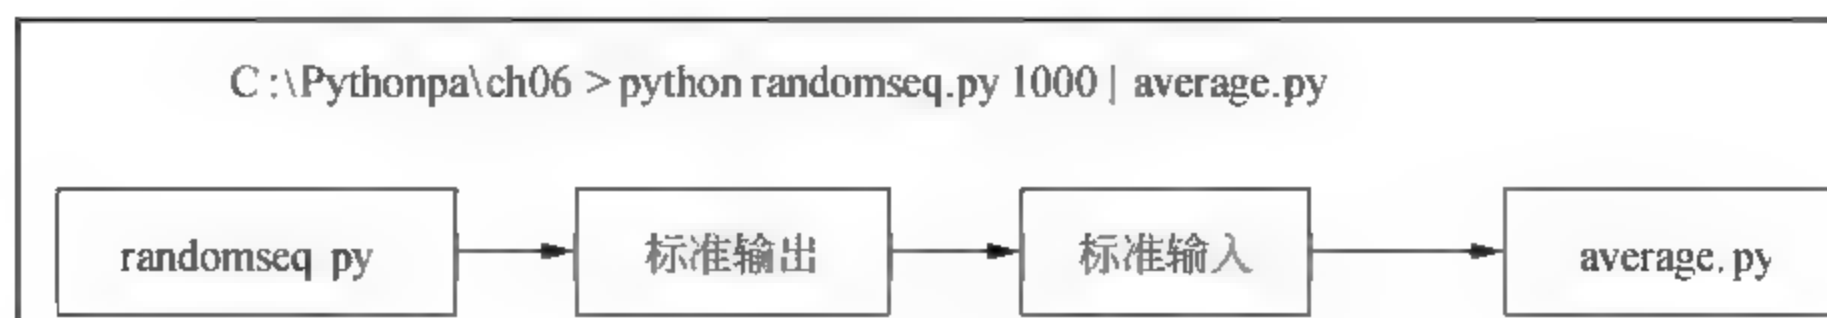 C:\Pythonpa\ch06 >python randomseq.py 1000 | average.py
randomseq py
标准输出
标准输入
average.py